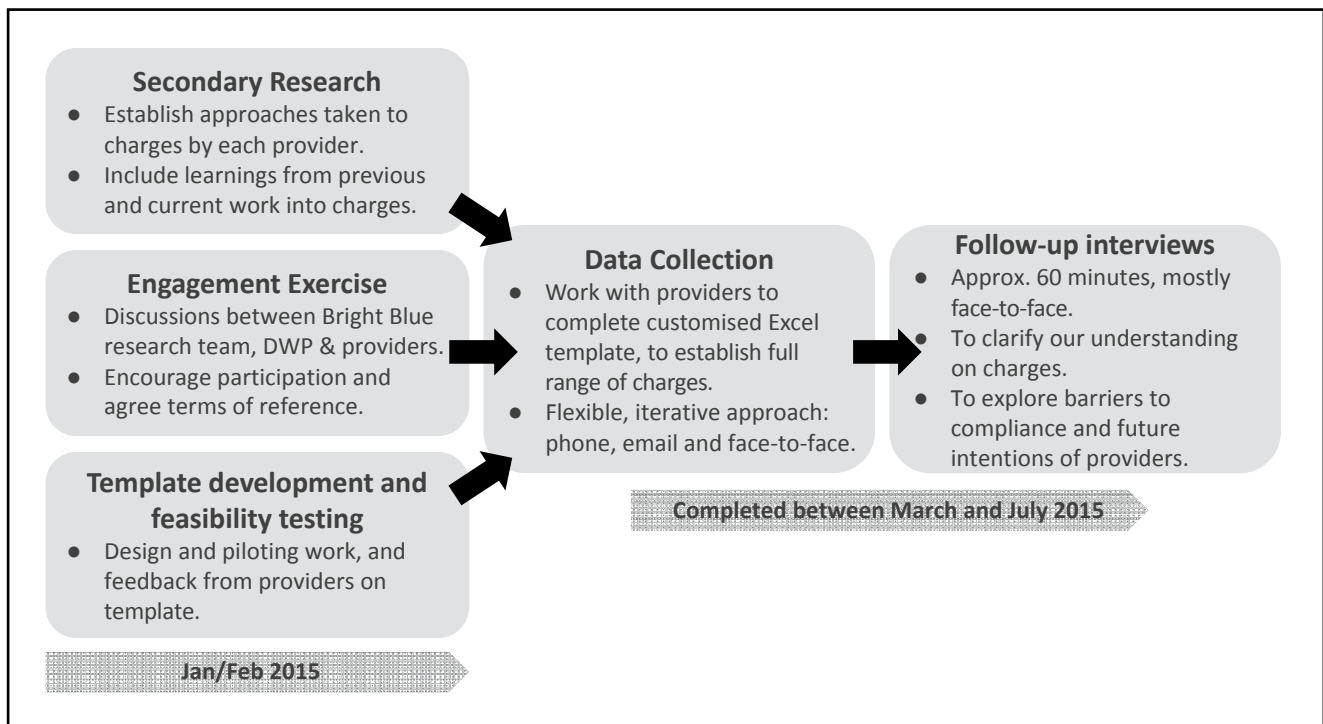 Secondary Research
● Establish approaches taken to
charges by each provider.
● Include learnings from previous
and current work into charges.
Engagement Exercise
● Discussions between Bright Blue
research team, DWP & providers.
● Encourage participation and
agree terms of reference.
Template development and
feasibility testing
● Design and piloting work, and
feedback from providers on
template.
Jan/Feb 2015
Data Collection
● Work with providers to
complete customised Excel
template, to establish full
range of charges.
● Flexible, iterative approach:
phone, email and face-to-face.
Follow-up interviews
● Approx. 60 minutes, mostly
face-to-face.
● To clarify our understanding
on charges.
● To explore barriers to
compliance and future
intentions of providers.
Completed between March and July 2015